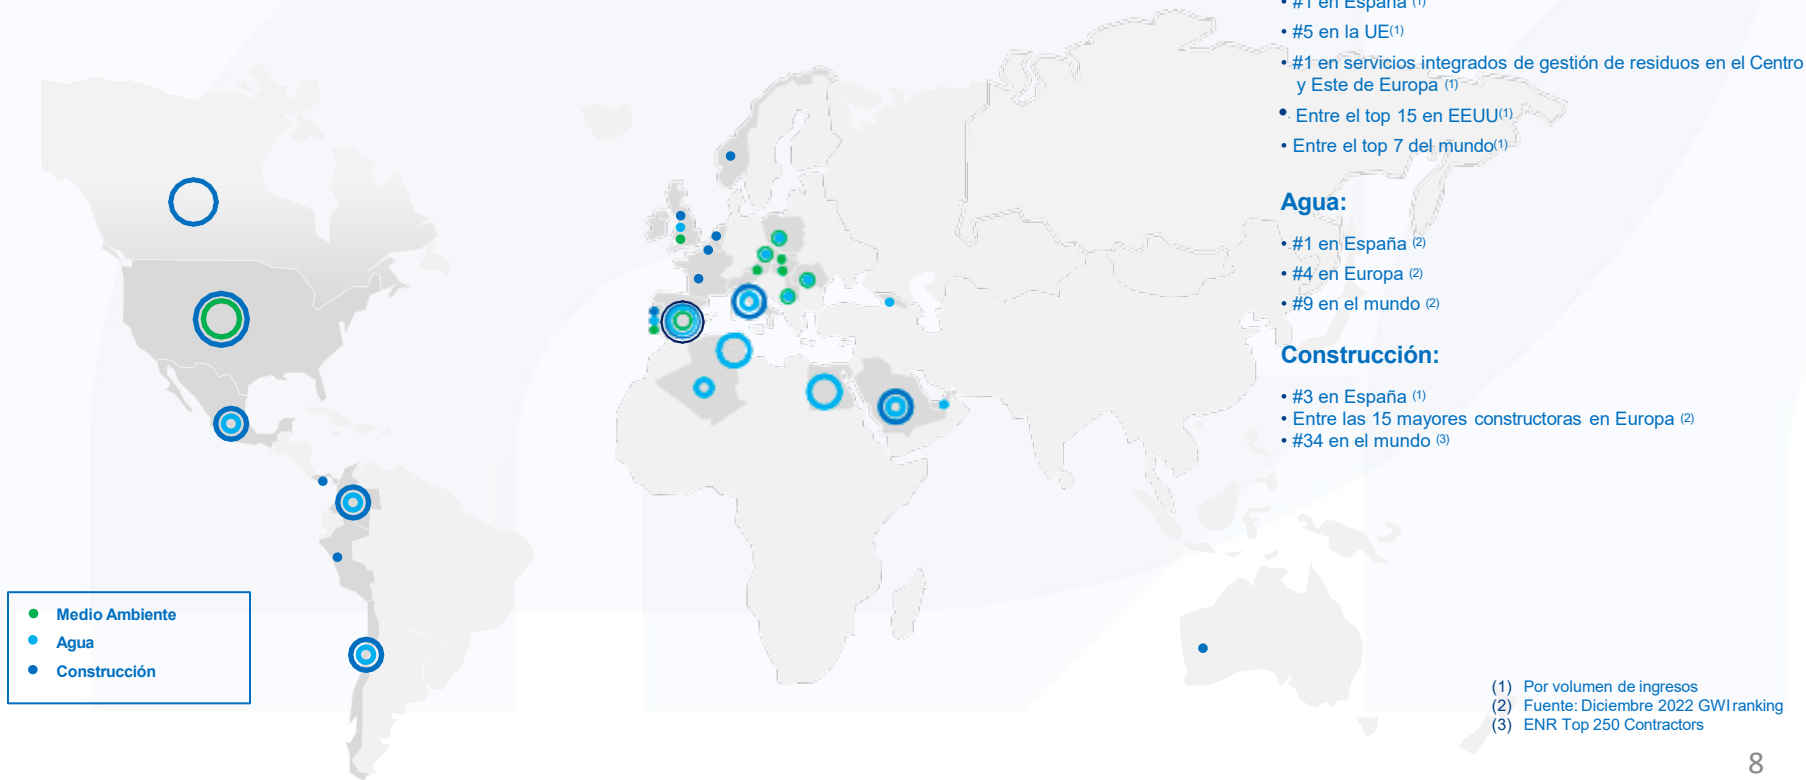 • #1 en España (1)
• #5 en la UE(1)
• #1 en servicios integrados de gestión de residuos en el Centro
y Este de Europa (1)
•. Entre el top 15 en EEUU(1)
• Entre el top 7 del mundo(1)
Agua:
• #1 en España (2)
• #4 en Europa (2)
• #9 en el mundo (2)
Construcción:
• #3 en España (1)
• Entre las 15 mayores constructoras en Europa (2)
• #34 en el mundo (3)
● Medio Ambiente
● Agua
● Construcción
(1) Por volumen de ingresos
(2) Fuente: Diciembre 2022 GWI ranking
(3) ENR Top 250 Contractors
8